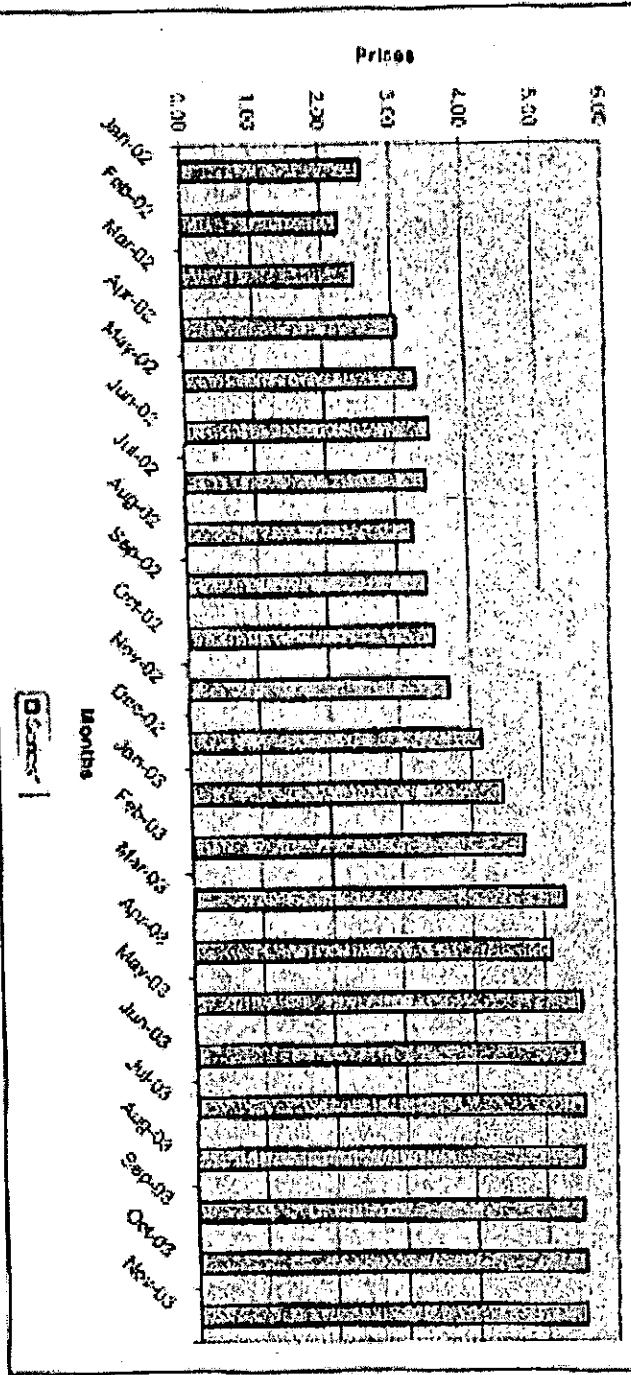 Prices
6.00
5.00
4.00
3.00
2.00
1.00
0.00
Jan-02
Feb-02
Mar-02
Apr-02
May-02
Jun-02
Jul-02
Aug-02
Sep-02
Oct-02
Nov-02
Dec-02
Jan-03
Feb-03
Mar-03
Apr-03
May-03
Jun-03
Jul-03
Aug-03
Sep-03
Oct-03
Nov-03
Months